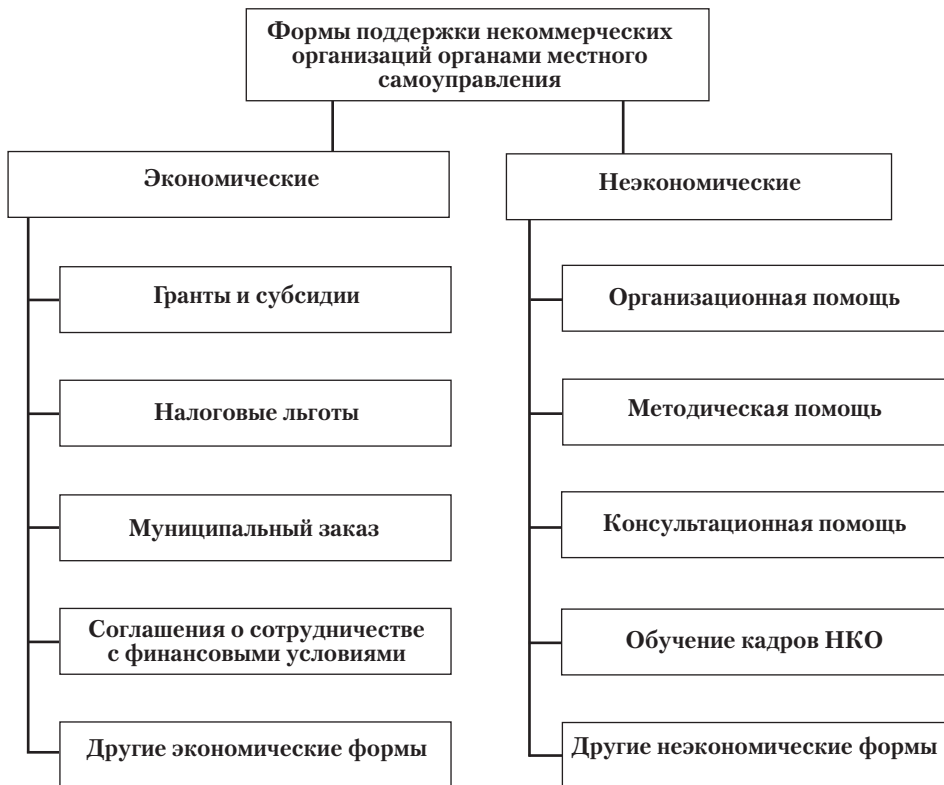 Формы поддержки некоммерческих
организаций органами местного
самоуправления
Экономические
Неэкономические
Гранты и субсидии
Организационная помощь
Налоговые льготы
Методическая помощь
Муниципальный заказ
Консультационная помощь
Соглашения о сотрудничестве
с финансовыми условиями
Обучение кадров НКО
Другие экономические формы
Другие неэкономические формы